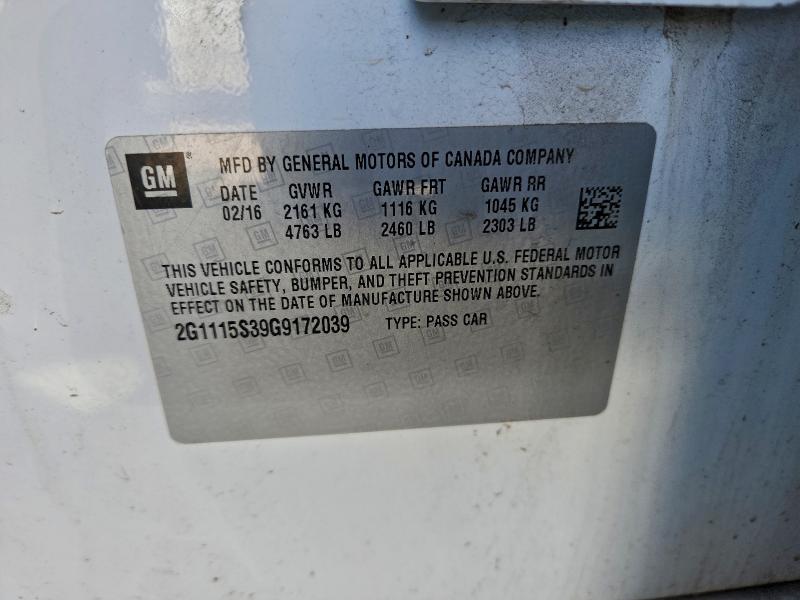 GM® MFD BY GENERAL MOTORS OF CANADA COMPANY
DATE GVWR GAWR FRT GAWR RR
02/16 2161 KG 1116 KG 1045 KG
4763 LB 2460 LB 2303 LB
THIS VEHICLE CONFORMS TO ALL APPLICABLE U.S. FEDERAL MOTOR
VEHICLE SAFETY, BUMPER, AND THEFT PREVENTION STANDARDS IN
EFFECT ON THE DATE OF MANUFACTURE SHOWN ABOVE.
2G1115S39G9172039 TYPE: PASS CAR